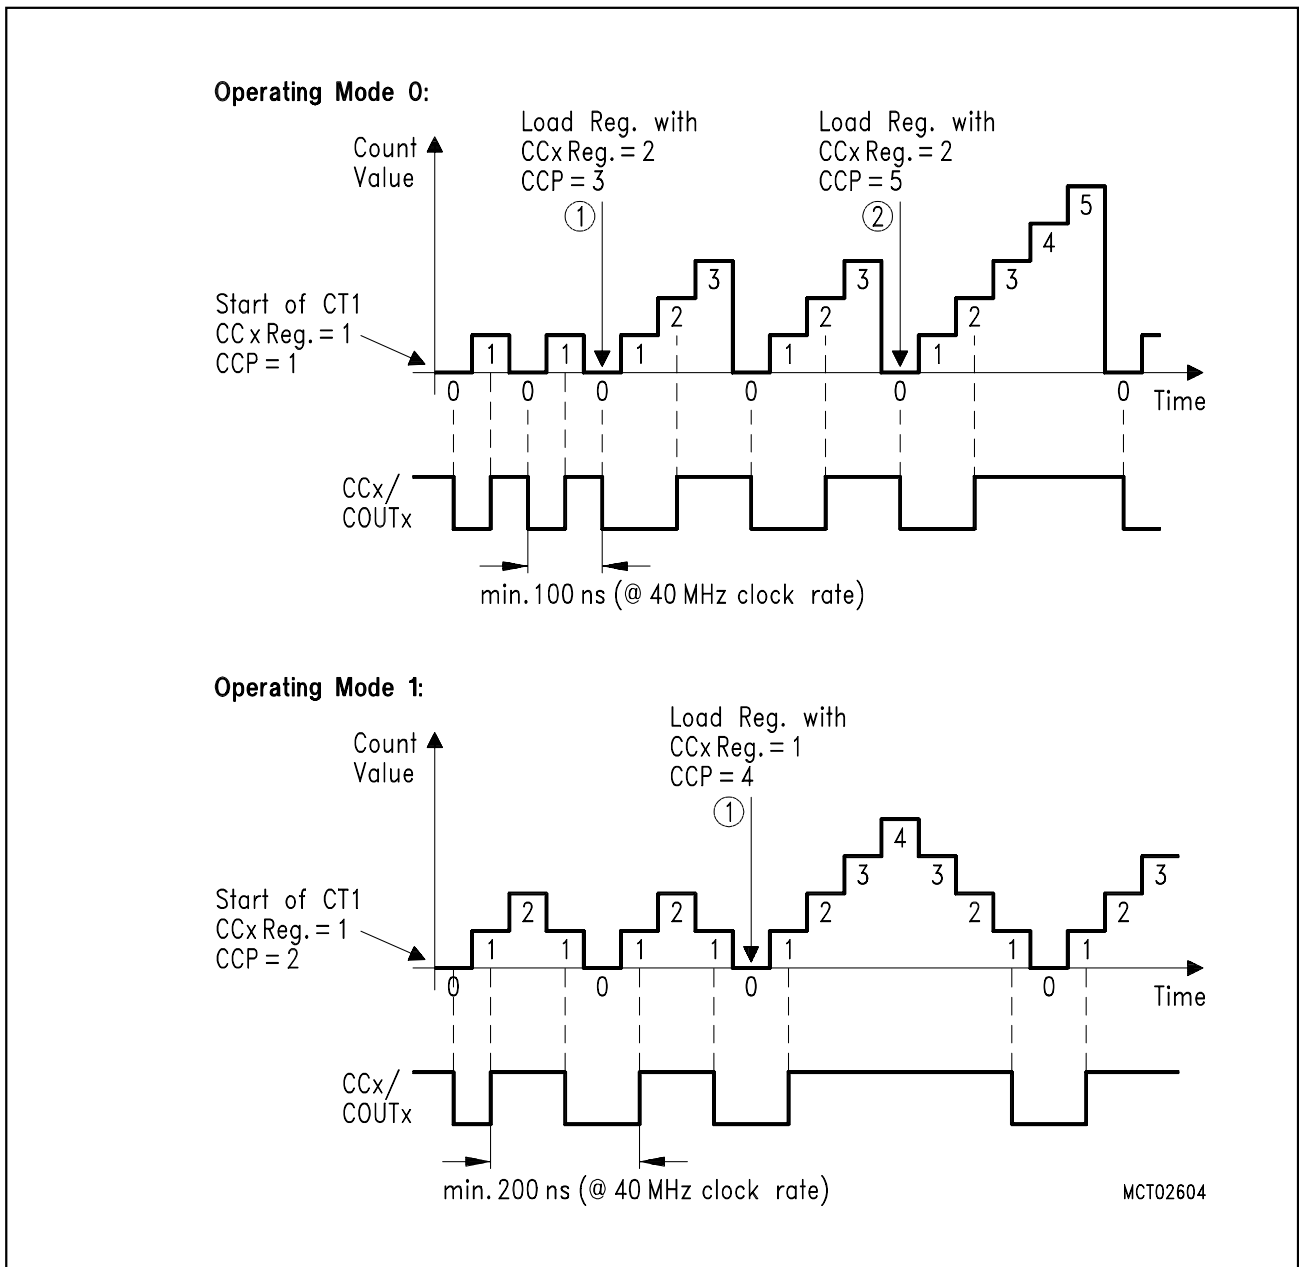 Operating Mode 0:
Load Reg. with
CCx Reg. = 2
CCP = 3
1
Load Reg. with
CCx Reg. = 2
CCP = 5
2
Count
Value
Start of CT1
CCx Reg. = 1
CCP = 1
0 1 0 1 0 1 2 3 0 1 2 3 0 1 2 3 4 5 0
Time
CCx/
COUTx
min. 100 ns (@ 40 MHz clock rate)
Operating Mode 1:
Load Reg. with
CCx Reg. = 1
CCP = 4
1
Count
Value
Start of CT1
CCx Reg. = 1
CCP = 2
0 1 2 1 0 1 2 1 0 1 2 3 4 3 2 1 0 1 2 3
Time
CCx/
COUTx
min. 200 ns (@ 40 MHz clock rate)
MCT02604